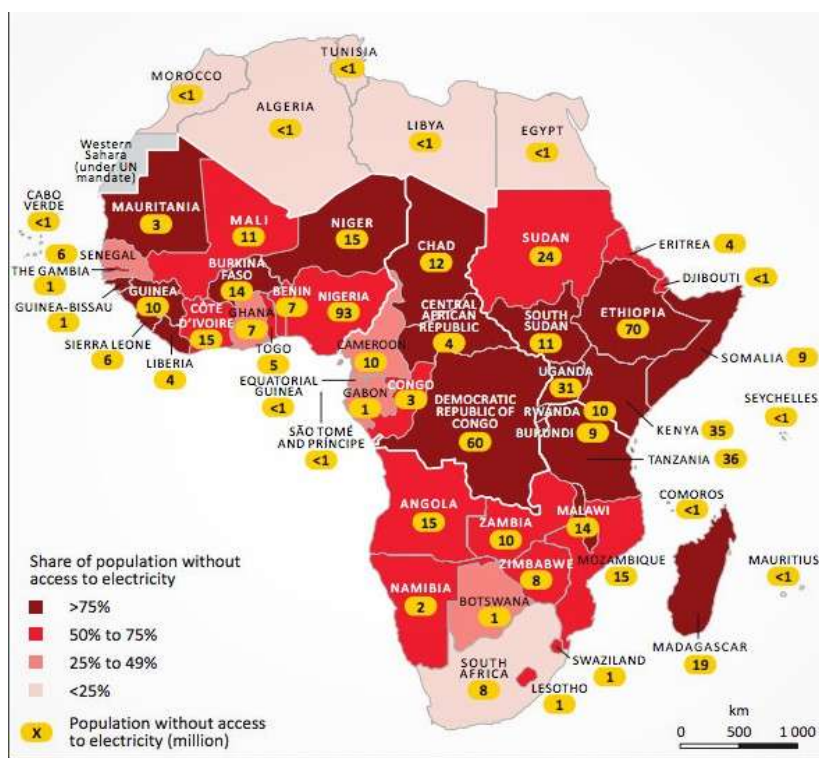 TUNISIA
<1
MOROCCO
<1
ALGERIA
<1
LIBYA
<1
EGYPT
<1
Western
Sahara
(under UN
mandate)
CABO
VERDE
<1
MAURITANIA
3
MALI
11
NIGER
15
CHAD
12
SUDAN
24
ERITREA 4
DJIBOUTI <1
6
SENEGAL
THE GAMBIA
1
GUINEA-BISSAU
1
GUINEA
10
SIERRA LEONE
6
LIBERIA
4
BURKINA
FASO
14
CÔTE
D'IVOIRE
15
GHANA
7
TOGO
5
BENIN
7
NIGERIA
93
CAMEROON
10
EQUATORIAL
GUINEA
<1
SÃO TOMÉ
AND PRÍNCIPE
<1
GABON
1
CONGO
3
CENTRAL
AFRICAN
REPUBLIC
4
SOUTH
SUDAN
11
ETHIOPIA
70
SOMALIA 9
UGANDA
31
KENYA 35
RWANDA 10
BURUNDI 9
TANZANIA 36
DEMOCRATIC
REPUBLIC OF
CONGO
60
SEYCHELLES
<1
COMOROS
<1
ANGOLA
15
ZAMBIA
10
MALAWI
14
MOZAMBIQUE
15
ZIMBABWE
8
MAURITIUS
<1
MADAGASCAR
19
NAMIBIA
2
BOTSWANA
1
SOUTH
AFRICA
8
SWAZILAND
1
LESOTHO
1
Share of population without
access to electricity
>75%
50% to 75%
25% to 49%
<25%
X Population without access
to electricity (million)
km
0 500 1 000